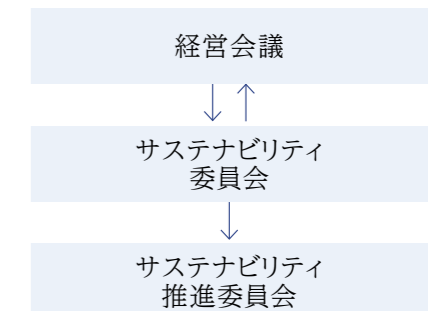 経営会議
サステナビリティ
委員会
サステナビリティ
推進委員会